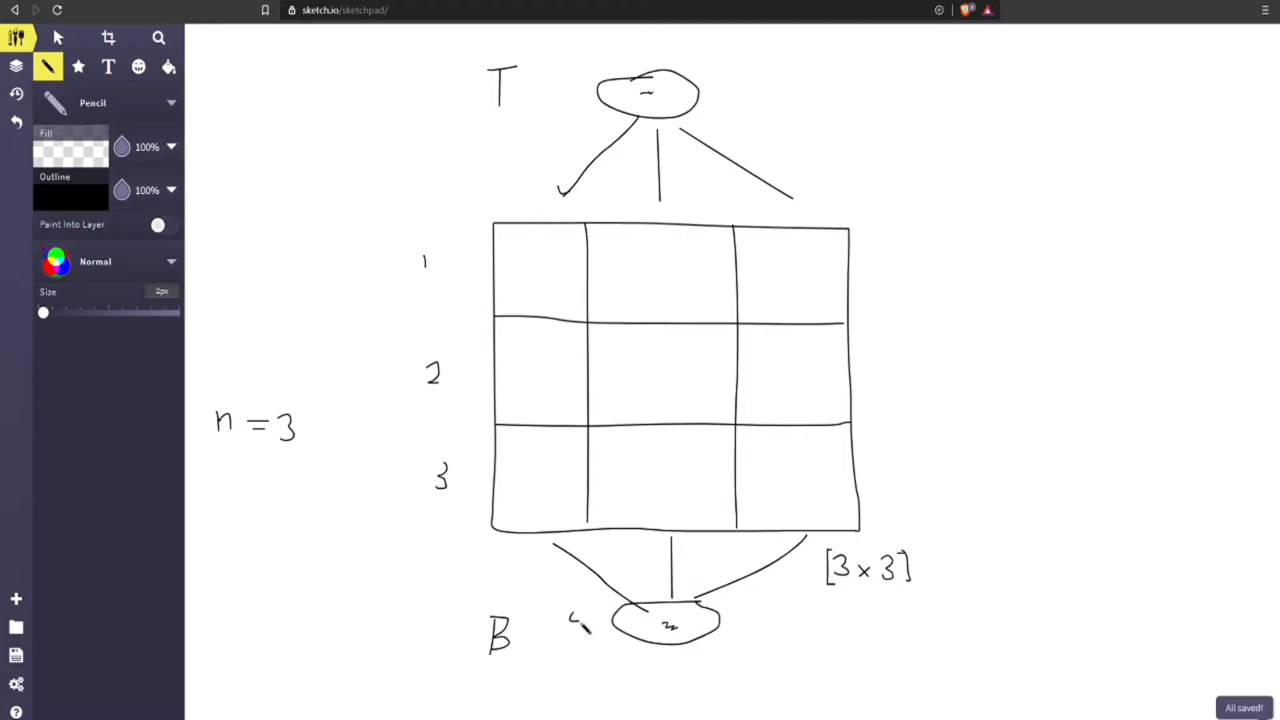 sketch.io/sketchpad/
Pencil
Fill
100%
Outline
100%
Paint Into Layer
Normal
Size
2px
T
1
2
n = 3
3
[3 × 3]
B
All saved!